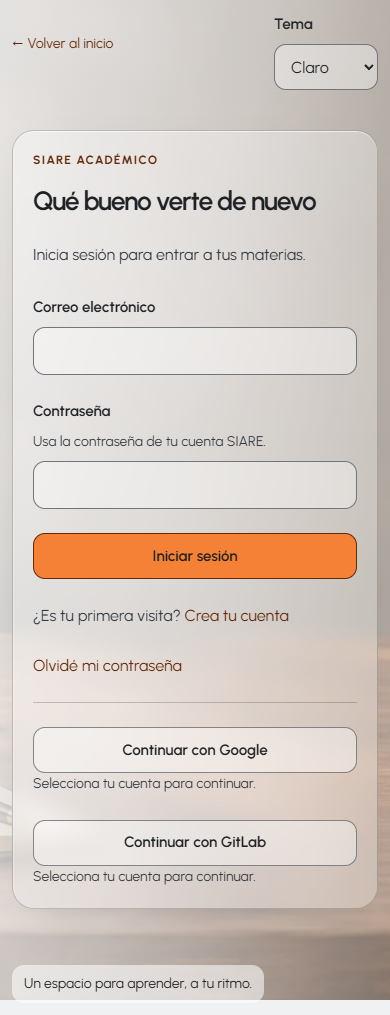 Tema
← Volver al inicio
Claro
SIARE ACADÉMICO
Qué bueno verte de nuevo
Inicia sesión para entrar a tus materias.
Correo electrónico
Contraseña
Usa la contraseña de tu cuenta SIARE.
Iniciar sesión
¿Es tu primera visita? Crea tu cuenta
Olvidé mi contraseña
Continuar con Google
Selecciona tu cuenta para continuar.
Continuar con GitLab
Selecciona tu cuenta para continuar.
Un espacio para aprender, a tu ritmo.